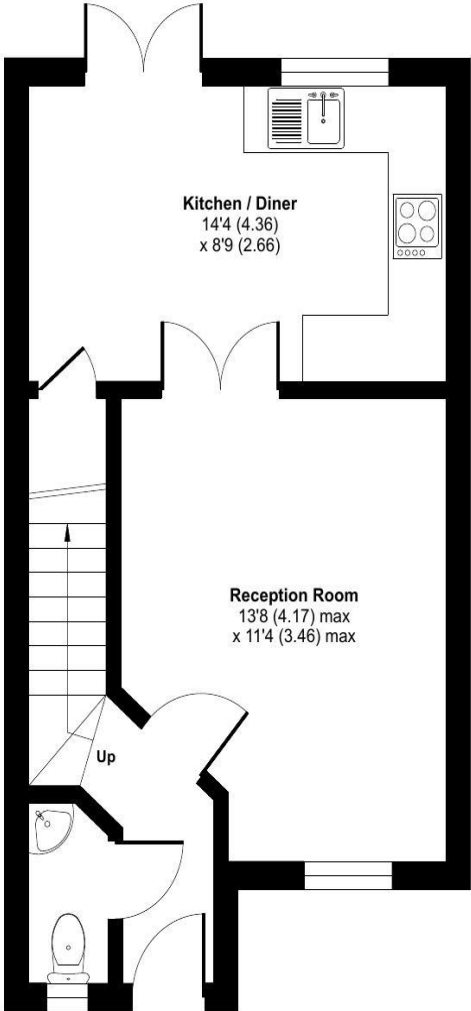 Kitchen / Diner
14'4 (4.36)
x 8'9 (2.66)
Reception Room
13'8 (4.17) max
x 11'4 (3.46) max
Up